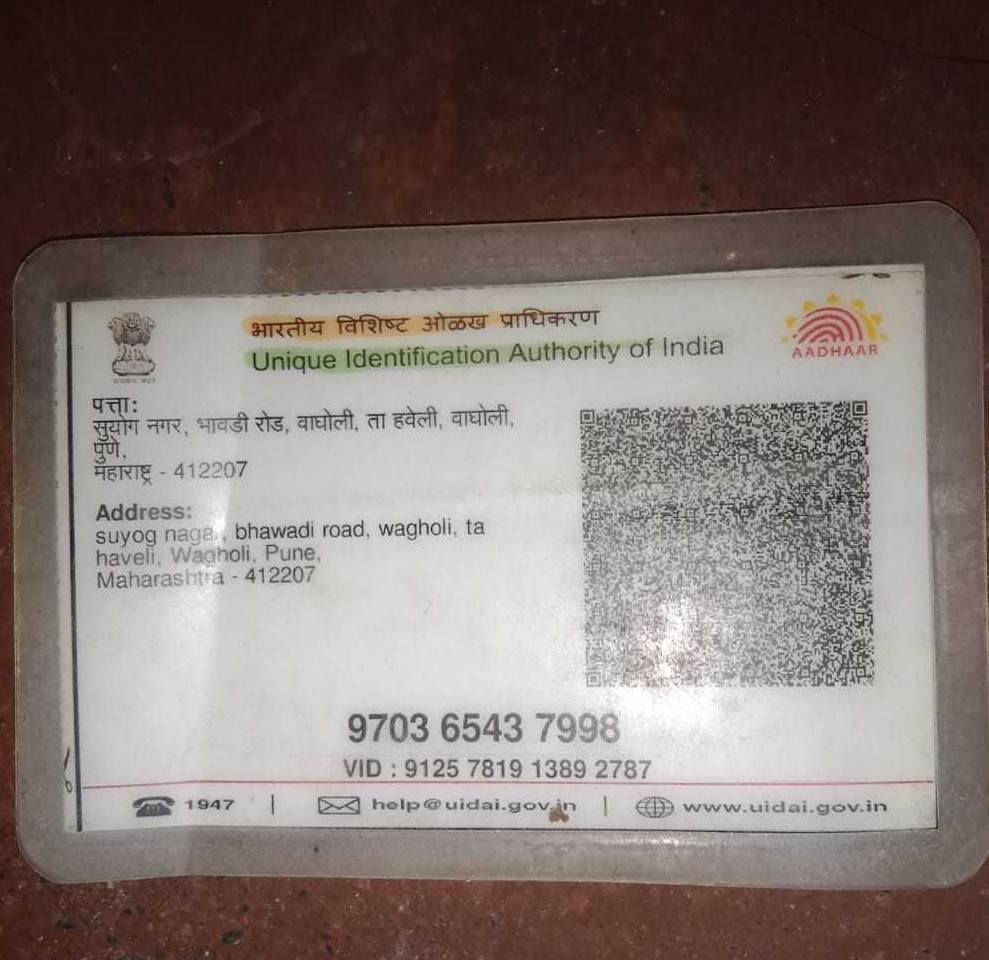 भारतीय विशिष्ट ओळख प्राधिकरण
Unique Identification Authority of India
AADHAAR
पत्ता:
सुयोग नगर, भावडी रोड, वाघोली, ता हवेली, वाघोली,
पुणे,
महाराष्ट्र - 412207
Address:
suyog nagar, bhawadi road, wagholi, ta
haveli, Wagholi, Pune,
Maharashtra - 412207
9703 6543 7998
VID : 9125 7819 1389 2787
1947 | help@uidai.gov.in | www.uidai.gov.in